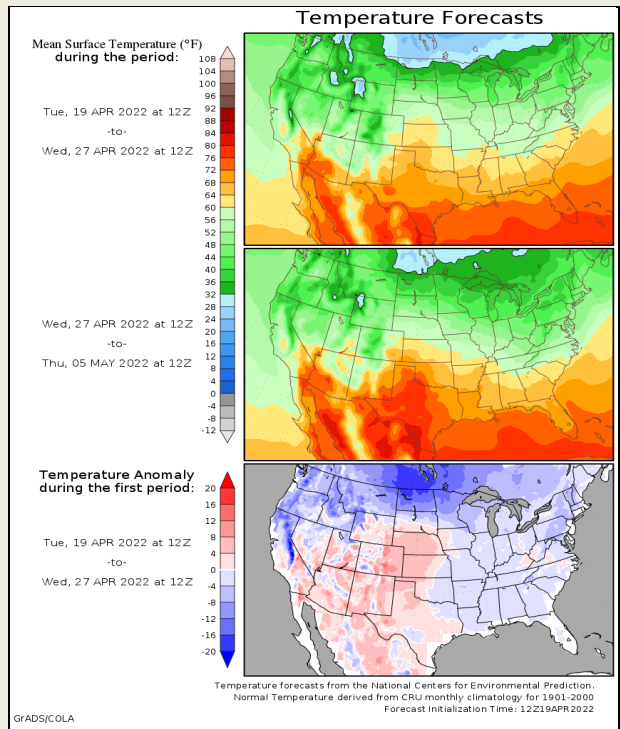 Temperature Forecasts
Mean Surface Temperature (°F)
during the period:
108
104
100
96
92
88
84
80
76
72
68
64
60
56
52
48
44
40
36
32
28
24
20
16
12
8
4
0
-4
-8
-12
Tue, 19 APR 2022 at 12Z
-to-
Wed, 27 APR 2022 at 12Z
Wed, 27 APR 2022 at 12Z
-to-
Thu, 05 MAY 2022 at 12Z
Temperature Anomaly
during the first period:
20
16
12
8
4
0
-4
-8
-12
-16
-20
Tue, 19 APR 2022 at 12Z
-to-
Wed, 27 APR 2022 at 12Z
Temperature forecasts from the National Centers for Environmental Prediction.
Normal Temperature derived from CRU monthly climatology for 1901-2000
Forecast Initialization Time: 12Z19APR2022
GrADS/COLA